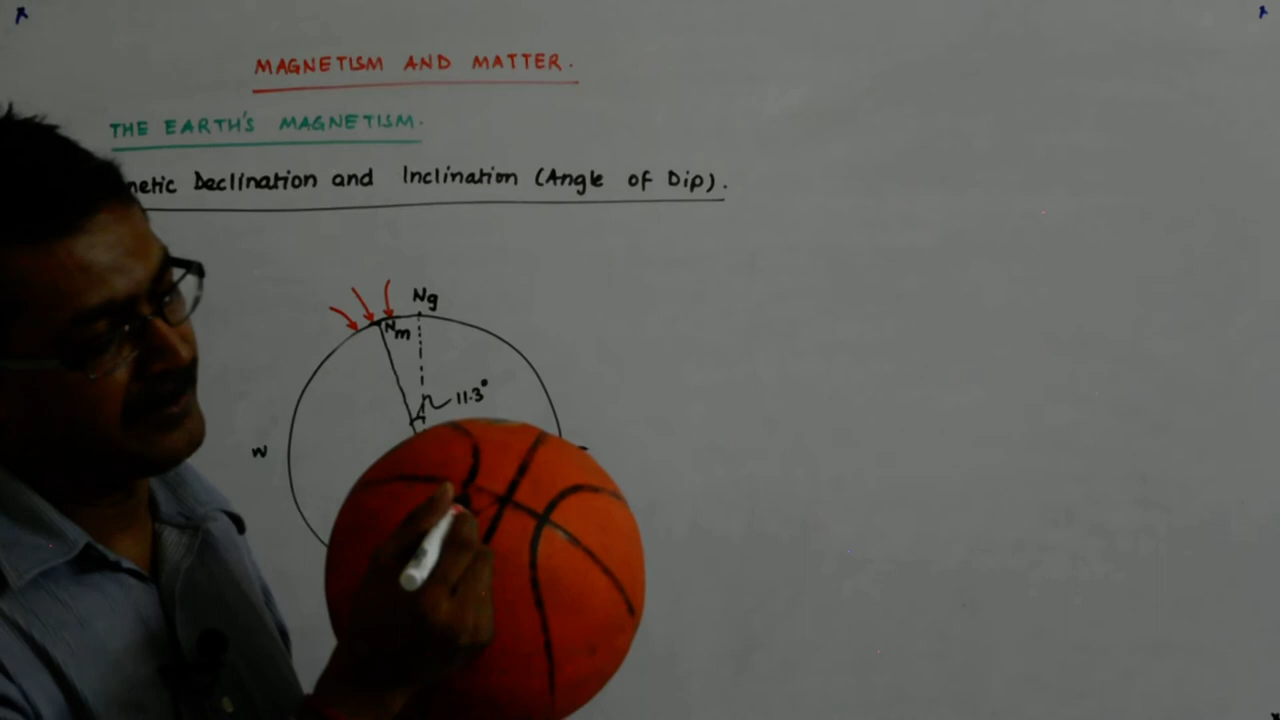 MAGNETISM AND MATTER.
THE EARTH'S MAGNETISM.
netic Declination and Inclination (Angle of Dip).
Ng
Nm
11.3°
W